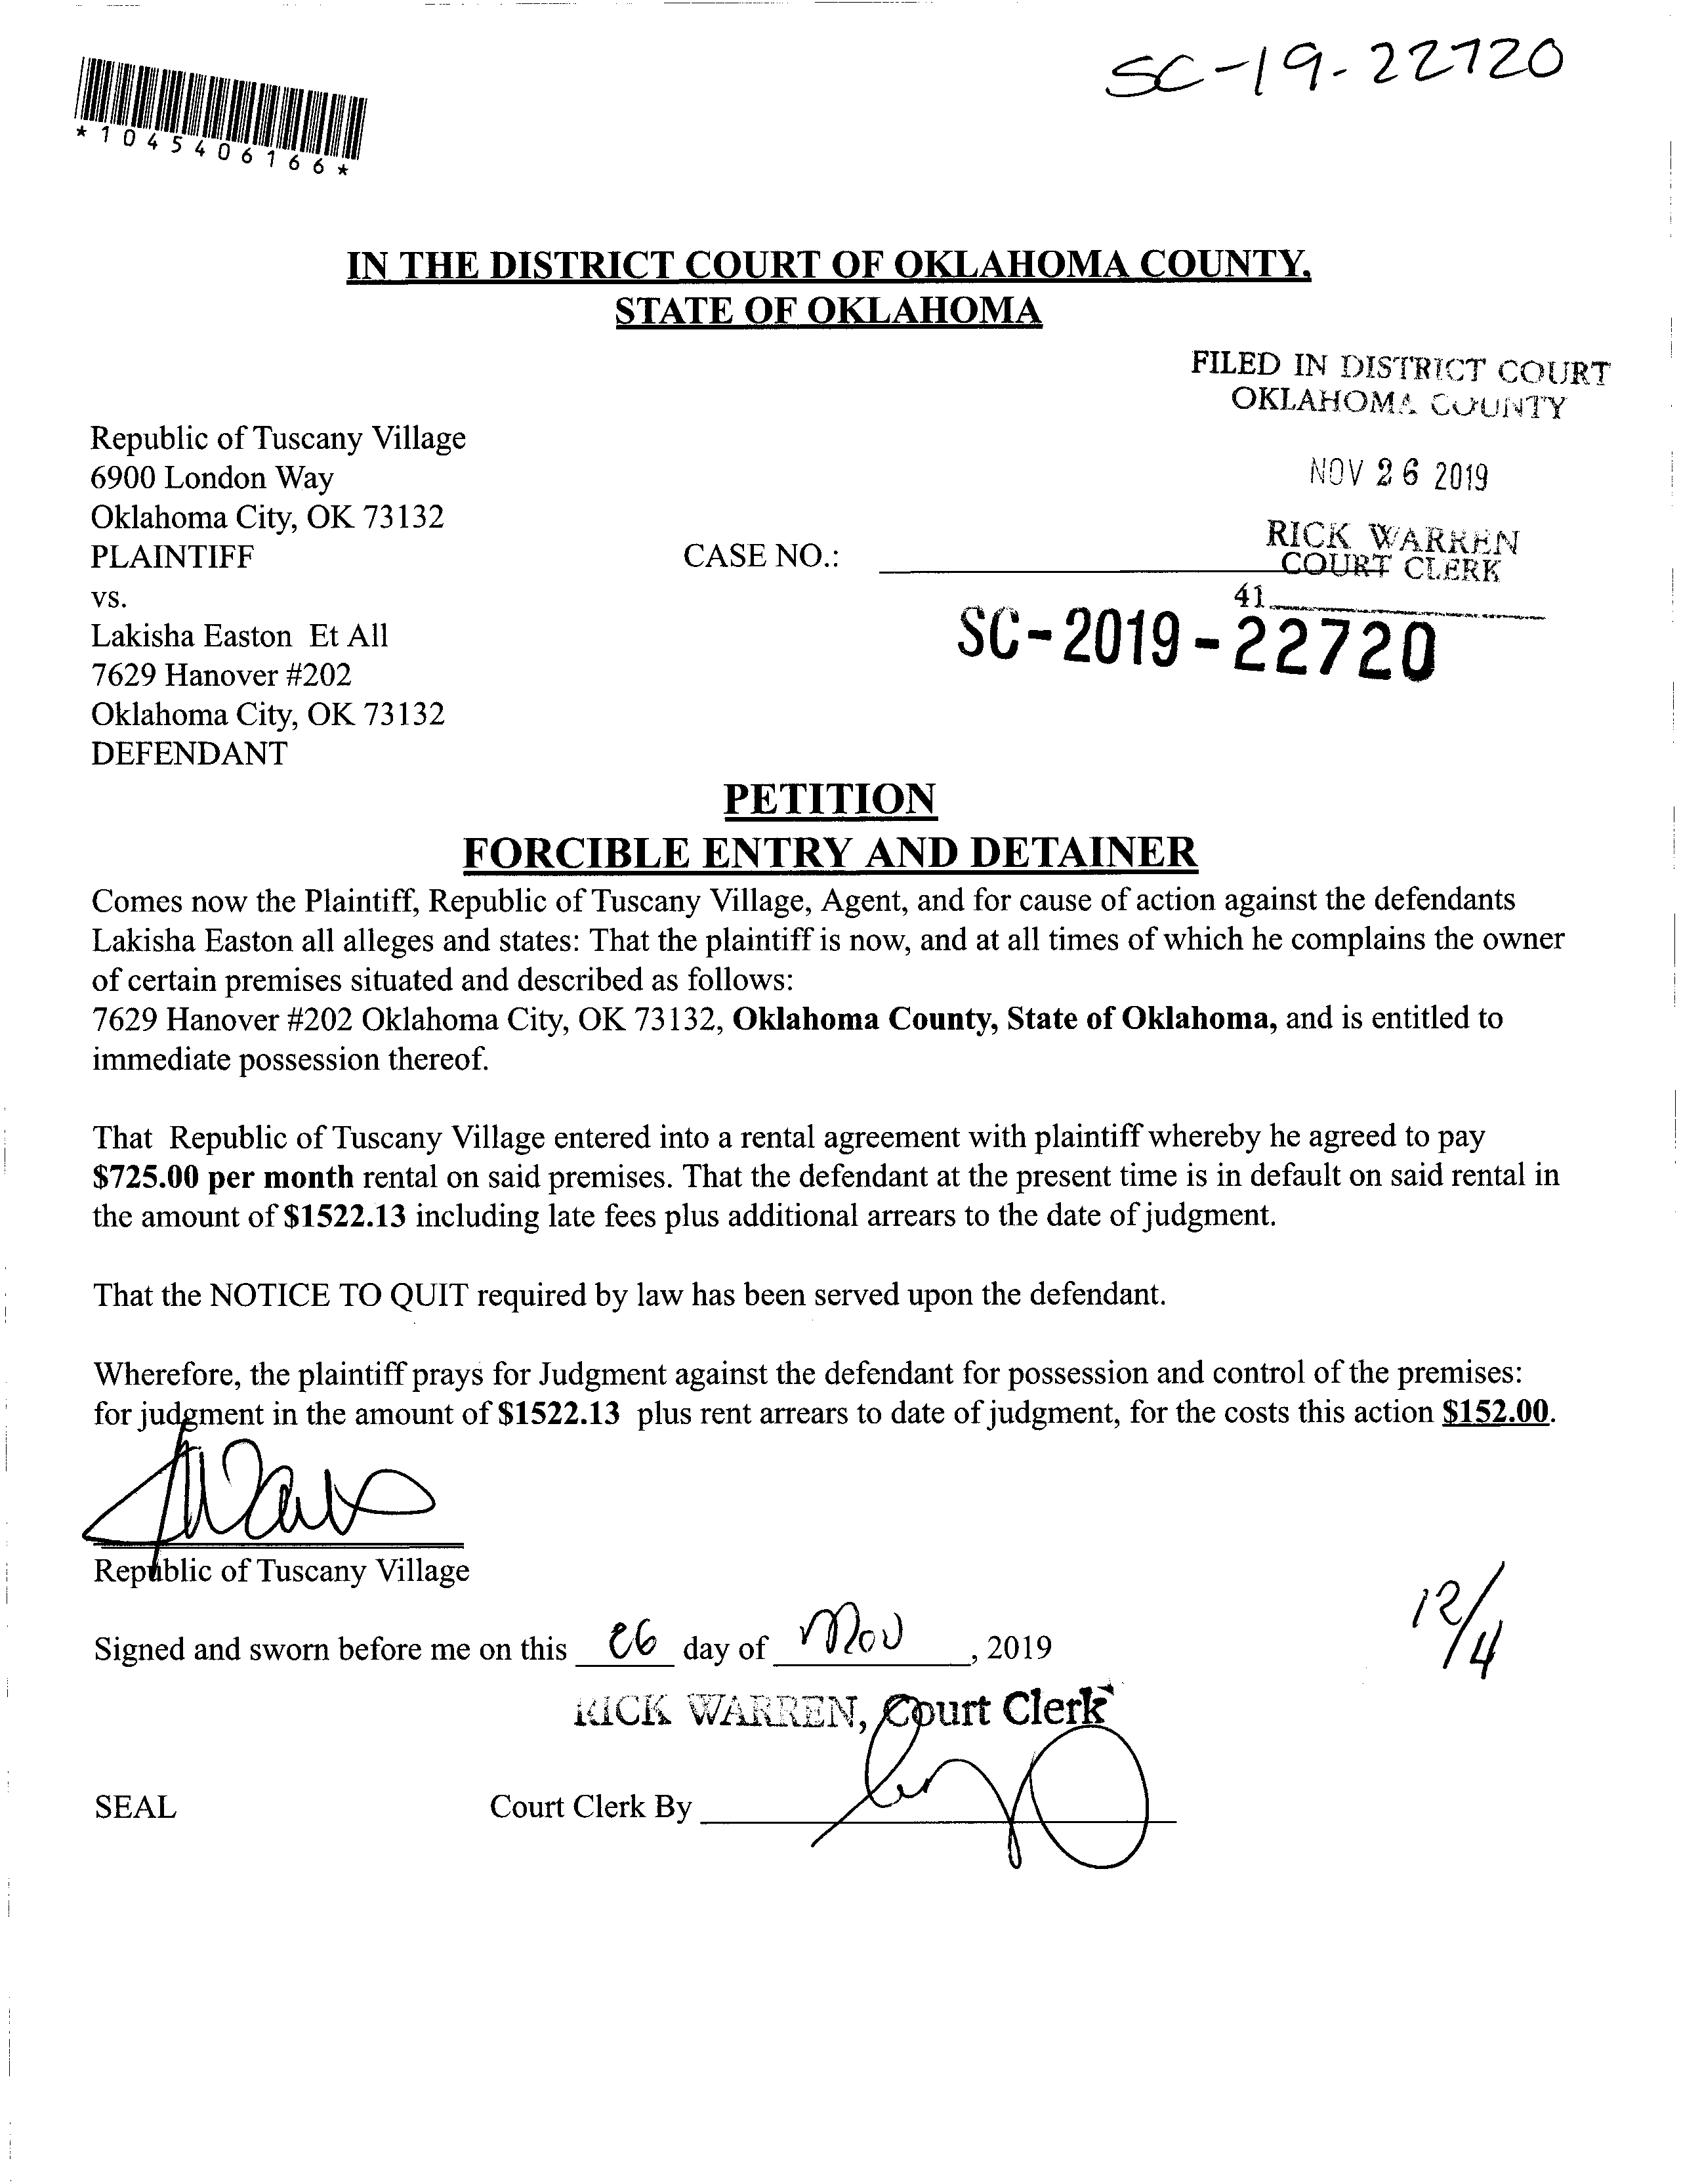 SC-19-22720
*1045406166*
IN THE DISTRICT COURT OF OKLAHOMA COUNTY,
STATE OF OKLAHOMA
FILED IN DISTRICT COURT
OKLAHOMA COUNTY
Republic of Tuscany Village
6900 London Way
NOV 26 2019
Oklahoma City, OK 73132
PLAINTIFF
CASE NO.:
RICK WARREN
COURT CLERK
vs.
41
Lakisha Easton Et All
SC-2019-22720
7629 Hanover #202
Oklahoma City, OK 73132
DEFENDANT
PETITION
FORCIBLE ENTRY AND DETAINER
Comes now the Plaintiff, Republic of Tuscany Village, Agent, and for cause of action against the defendants
Lakisha Easton all alleges and states: That the plaintiff is now, and at all times of which he complains the owner
of certain premises situated and described as follows:
7629 Hanover #202 Oklahoma City, OK 73132, Oklahoma County, State of Oklahoma, and is entitled to
immediate possession thereof.
That Republic of Tuscany Village entered into a rental agreement with plaintiff whereby he agreed to pay
$725.00 per month rental on said premises. That the defendant at the present time is in default on said rental in
the amount of $1522.13 including late fees plus additional arrears to the date of judgment.
That the NOTICE TO QUIT required by law has been served upon the defendant.
Wherefore, the plaintiff prays for Judgment against the defendant for possession and control of the premises:
for judgment in the amount of $1522.13 plus rent arrears to date of judgment, for the costs this action $152.00.
Republic of Tuscany Village
12/4
Signed and sworn before me on this 26 day of Nov, 2019
RICK WARREN, Court Clerk
SEAL Court Clerk By